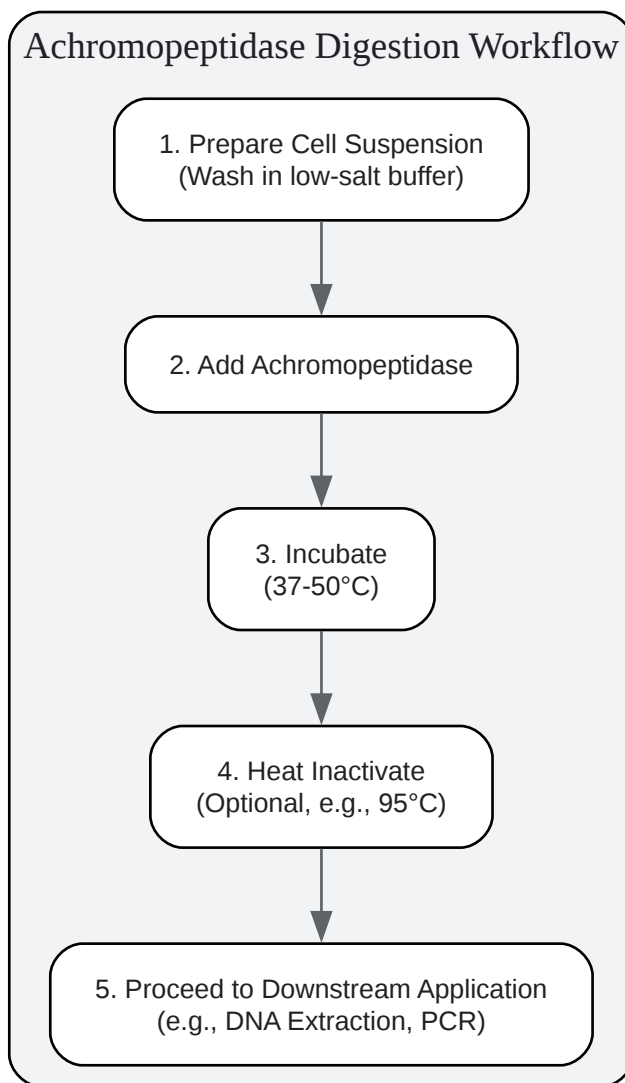 Achromopeptidase Digestion Workflow
1. Prepare Cell Suspension
(Wash in low-salt buffer)
2. Add Achromopeptidase
3. Incubate
(37-50°C)
4. Heat Inactivate
(Optional, e.g., 95°C)
5. Proceed to Downstream Application
(e.g., DNA Extraction, PCR)